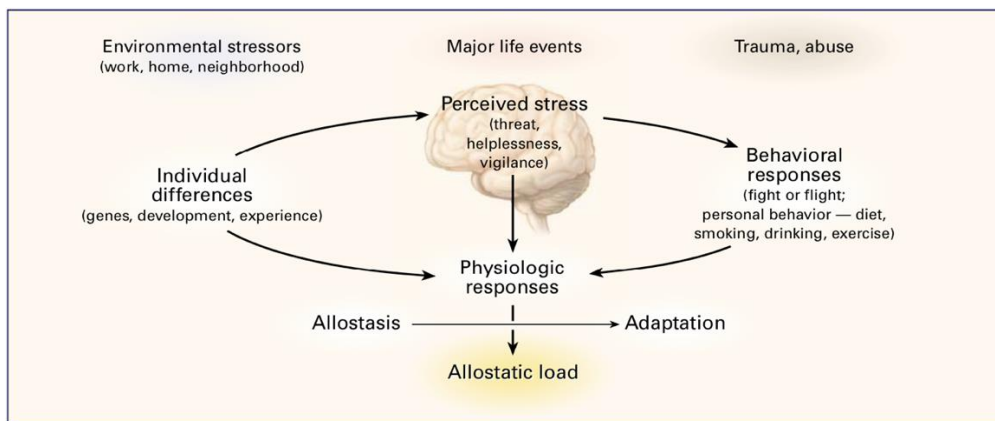 Environmental stressors
(work, home, neighborhood)
Major life events
Trauma, abuse
Perceived stress
(threat,
helplessness,
vigilance)
Individual
differences
(genes, development, experience)
Behavioral
responses
(fight or flight;
personal behavior — diet,
smoking, drinking, exercise)
Physiologic
responses
Allostasis
Adaptation
Allostatic load